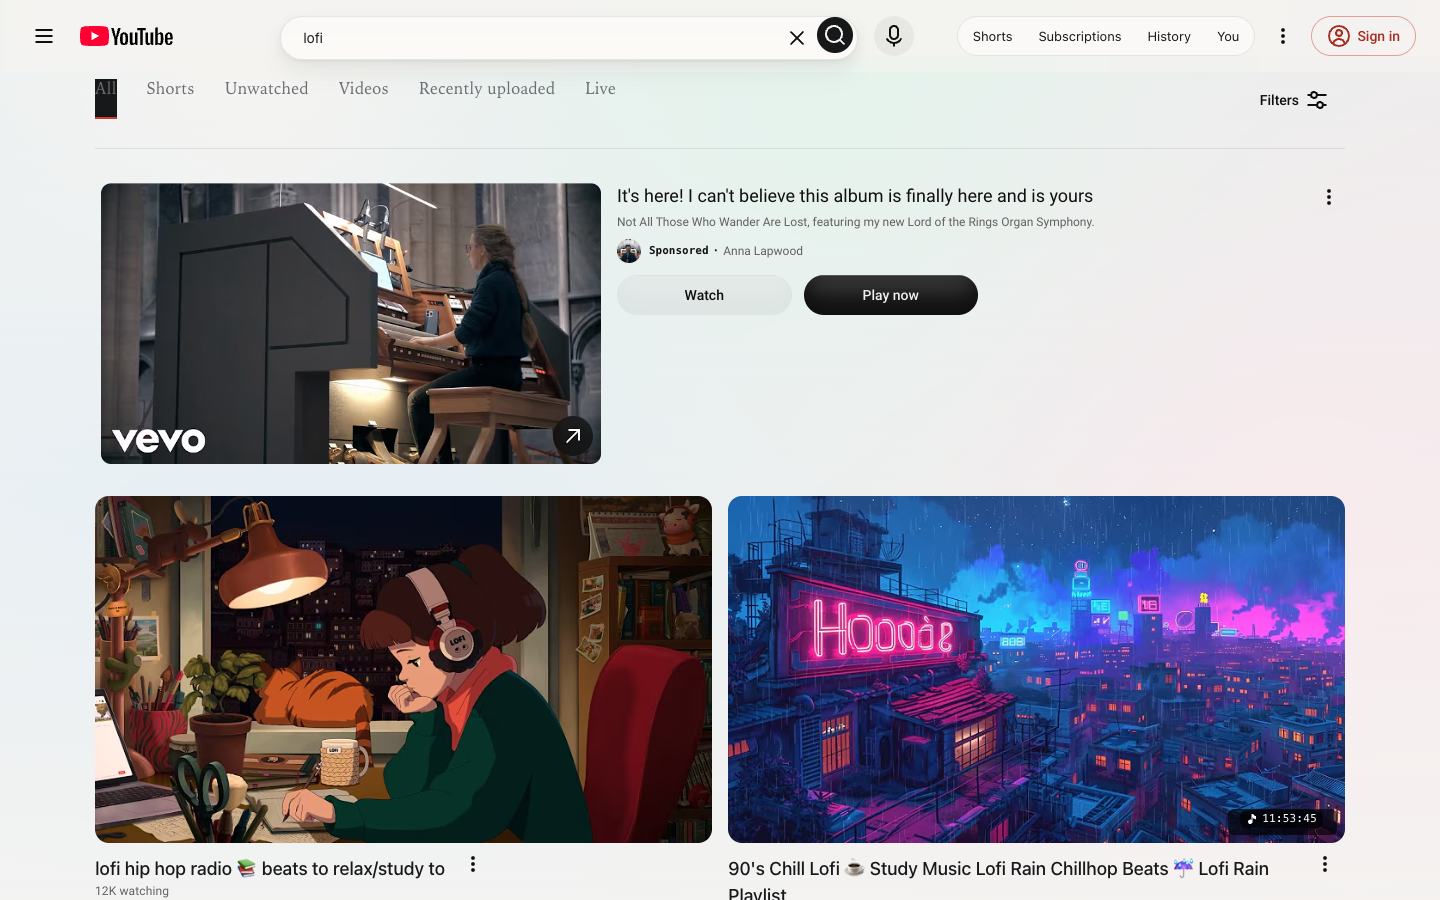 YouTube
lofi
Shorts Subscriptions History You
Sign in
All Shorts Unwatched Videos Recently uploaded Live
Filters
It's here! I can't believe this album is finally here and is yours
Not All Those Who Wander Are Lost, featuring my new Lord of the Rings Organ Symphony.
Sponsored · Anna Lapwood
Watch Play now
vevo
LOFI
LOFI
888
16
11:53:45
lofi hip hop radio 📚 beats to relax/study to
12K watching
90's Chill Lofi ☕ Study Music Lofi Rain Chillhop Beats ☔ Lofi Rain
Playlist